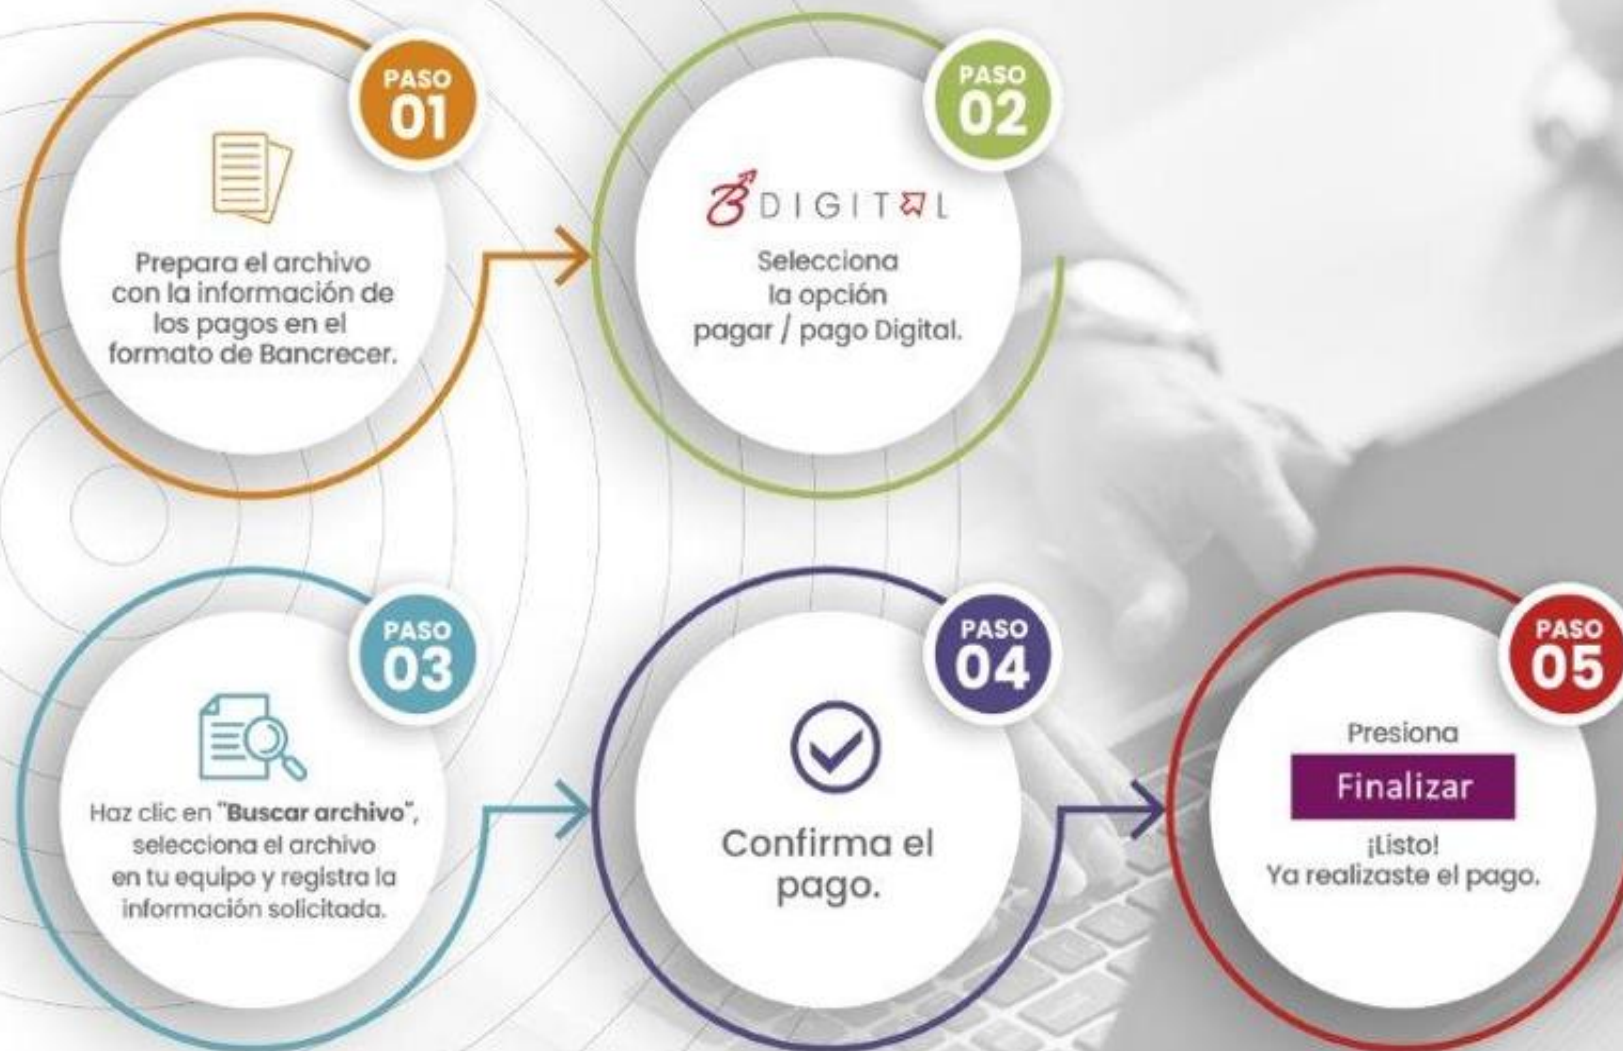 PASO
01
Prepara el archivo
con la información de
los pagos en el
formato de Bancrecer.
PASO
02
B DIGITAL
Selecciona
la opción
pagar / pago Digital.
PASO
03
Haz clic en "Buscar archivo",
selecciona el archivo
en tu equipo y registra la
información solicitada.
PASO
04
Confirma el
pago.
PASO
05
Presiona
Finalizar
¡Listo!
Ya realizaste el pago.